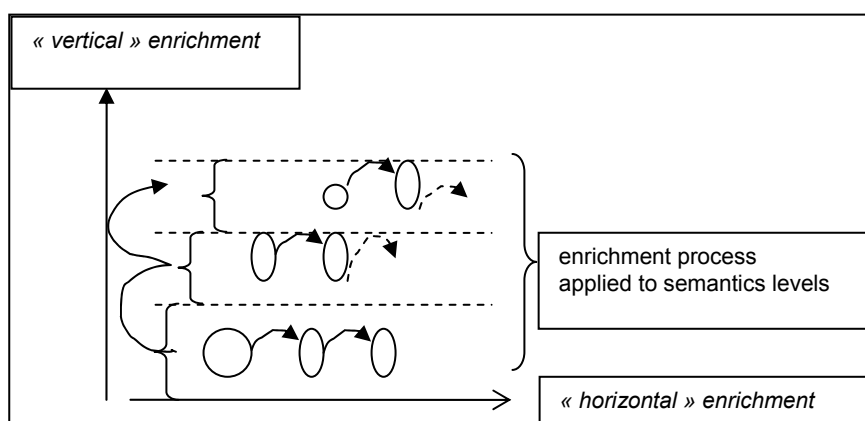 « vertical » enrichment
enrichment process
applied to semantics levels
« horizontal » enrichment